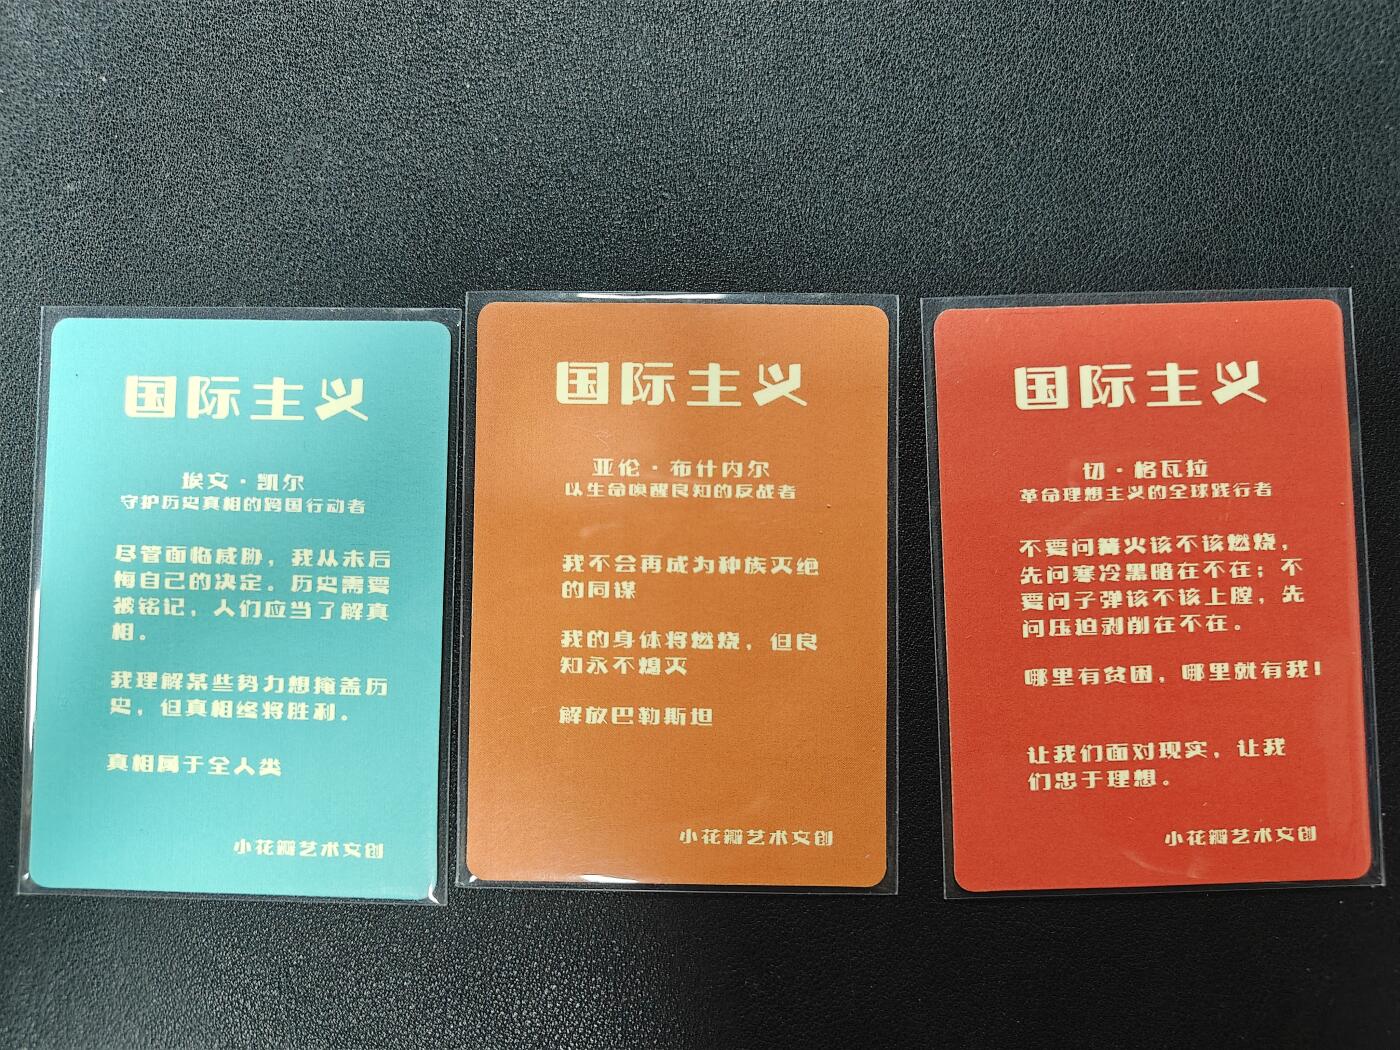 国际主义
埃文·凯尔
守护历史真相的跨国行动者
尽管面临威胁，我从未后
悔自己的决定。历史需要
被铭记，人们应当了解真
相。
我理解某些势力想掩盖历
史，但真相终将胜利。
真相属于全人类
小花瓣艺术文创
国际主义
亚伦·布什内尔
以生命唤醒良知的反战者
我不会再成为种族灭绝
的同谋
我的身体将燃烧，但良
知永不熄灭
解放巴勒斯坦
小花瓣艺术文创
国际主义
切·格瓦拉
革命理想主义的全球践行者
不要问篝火该不该燃烧，
先问寒冷黑暗在不在；不
要问子弹该不该上膛，先
问压迫剥削在不在。
哪里有贫困，哪里就有我！
让我们面对现实，让我
们忠于理想。
小花瓣艺术文创